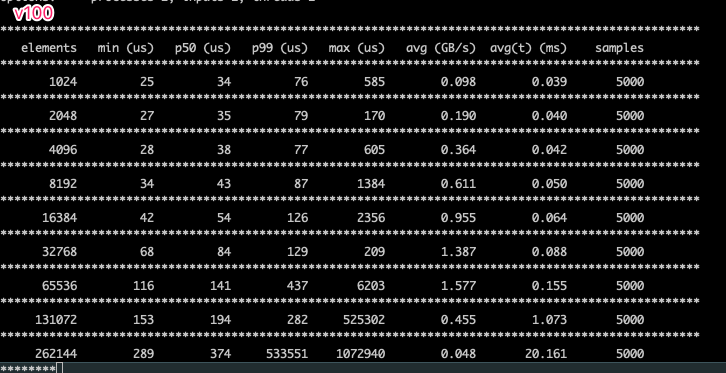 v100
****************************************************************************************************
elements min (us) p50 (us) p99 (us) max (us) avg (GB/s) avg(t) (ms) samples
****************************************************************************************************
1024 25 34 76 585 0.098 0.039 5000
****************************************************************************************************
2048 27 35 79 170 0.190 0.040 5000
****************************************************************************************************
4096 28 38 77 605 0.364 0.042 5000
****************************************************************************************************
8192 34 43 87 1384 0.611 0.050 5000
****************************************************************************************************
16384 42 54 126 2356 0.955 0.064 5000
****************************************************************************************************
32768 68 84 129 209 1.387 0.088 5000
****************************************************************************************************
65536 116 141 437 6203 1.577 0.155 5000
****************************************************************************************************
131072 153 194 282 525302 0.455 1.073 5000
****************************************************************************************************
262144 289 374 533551 1072940 0.048 20.161 5000
********